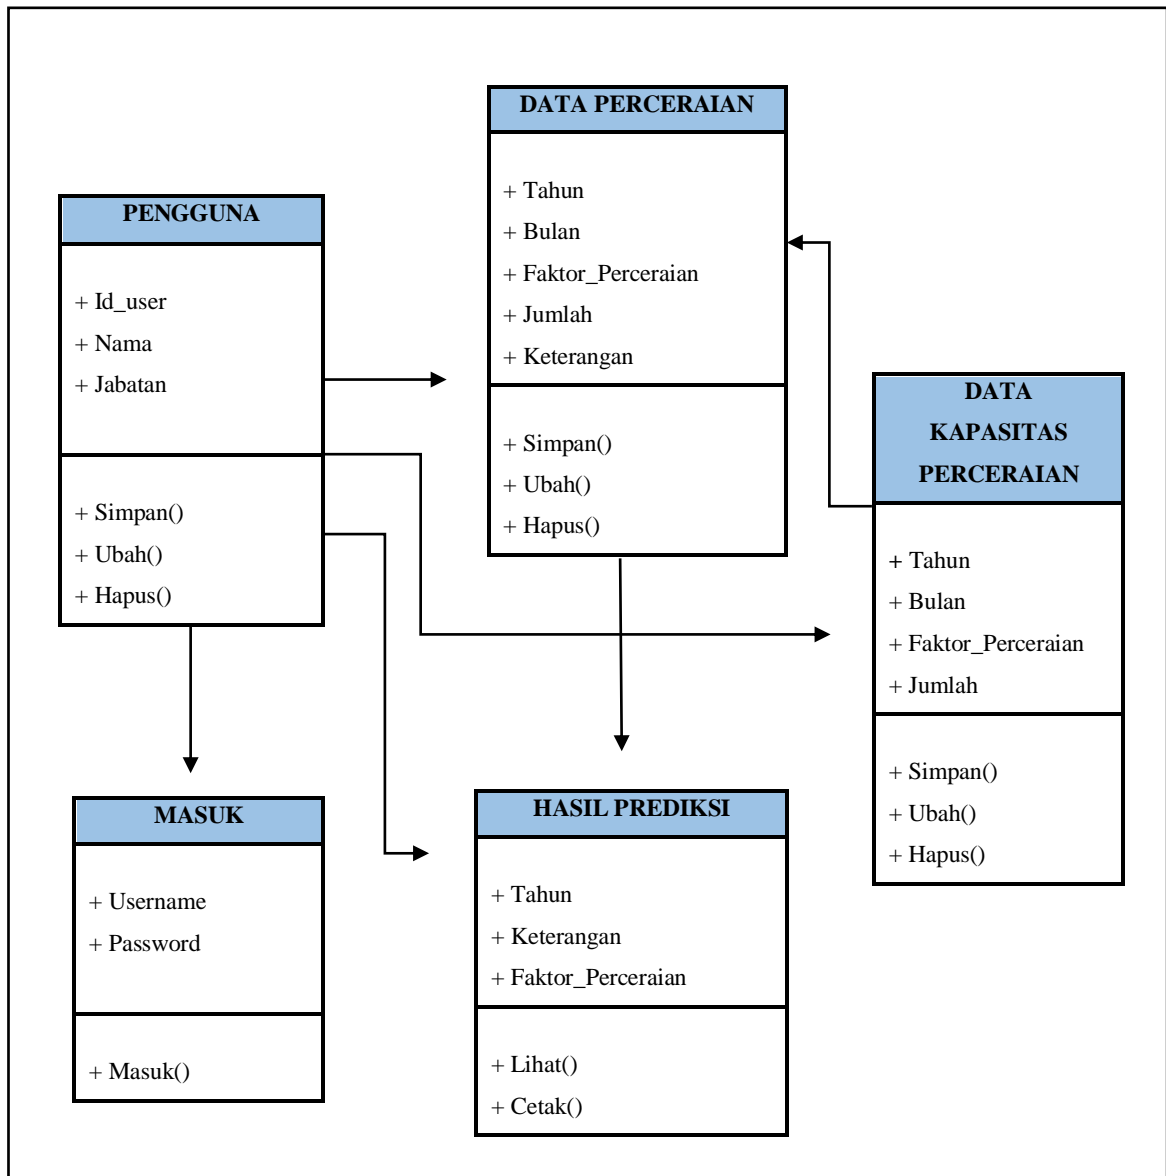 PENGGUNA
+ Id_user
+ Nama
+ Jabatan
+ Simpan()
+ Ubah()
+ Hapus()
DATA PERCERAIAN
+ Tahun
+ Bulan
+ Faktor_Perceraian
+ Jumlah
+ Keterangan
+ Simpan()
+ Ubah()
+ Hapus()
DATA
KAPASITAS
PERCERAIAN
+ Tahun
+ Bulan
+ Faktor_Perceraian
+ Jumlah
+ Simpan()
+ Ubah()
+ Hapus()
MASUK
+ Username
+ Password
+ Masuk()
HASIL PREDIKSI
+ Tahun
+ Keterangan
+ Faktor_Perceraian
+ Lihat()
+ Cetak()